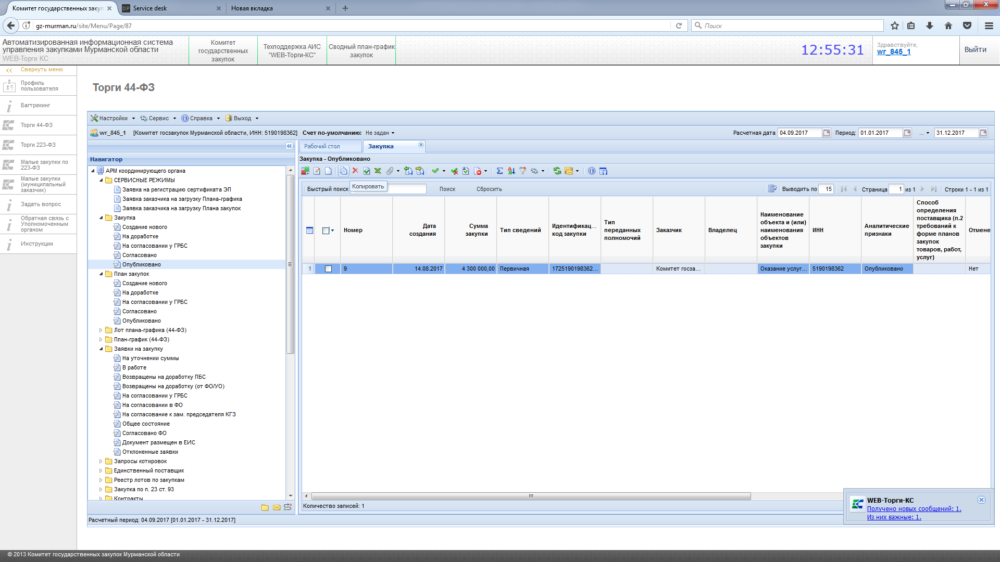 Комитет государственных закуп
Service desk
Новая вкладка
gz-murman.ru/site/Menu/Page/87
Поиск
Автоматизированная информационная система
управления закупками Мурманской области
WEB-Торги КС
Комитет
государственных
закупок
Техподдержка АИС
"WEB-Торги-КС"
Сводный план-график
закупок
12:55:31
Здравствуйте,
wr_845_1
Выйти
Свернуть меню
Профиль
пользователя
Багтрекинг
Торги 44-ФЗ
Торги 223-ФЗ
Малые закупки по
223-ФЗ
Малые закупки
(муниципальный
заказчик)
Задать вопрос
Обратная связь с
Уполномоченным
органом
Инструкции
Торги 44-ФЗ
Настройки
Сервис
Справка
Выход
wr_845_1 [Комитет госзакупок Мурманской области, ИНН: 5190198362] Счет по-умолчанию: Не задан
Расчетная дата 04.09.2017 Период: 01.01.2017 ... 31.12.2017
Навигатор
АРМ координирующего органа
СЕРВИСНЫЕ РЕЖИМЫ
Заявка на регистрацию сертификата ЭП
Заявка заказчика на загрузку Плана-графика
Заявка заказчика на загрузку Плана закупок
Закупка
Создание нового
На доработке
На согласовании у ГРБС
Согласовано
Опубликовано
План закупок
Создание нового
На доработке
На согласовании у ГРБС
Согласовано
Опубликовано
Лот плана-графика (44-ФЗ)
План-график (44-ФЗ)
Заявки на закупку
На уточнении суммы
В работе
Возвращены на доработку ПБС
Возвращены на доработку (от ФО/УО)
На согласовании у ГРБС
На согласовании в ФО
На согласование к зам. председателя КГЗ
Общее состояние
Согласовано ФО
Документ размещен в ЕИС
Отклоненные заявки
Запросы котировок
Единственный поставщик
Реестр лотов по закупкам
Закупка по п. 23 ст. 93
Контракты
Рабочий стол
Закупка
Закупка - Опубликовано
Копировать
Быстрый поиск
Поиск
Сбросить
Выводить по 15
Страница 1 из 1
Строки 1 - 1 из 1
Номер
Дата
создания
Сумма
закупки
Тип сведений
Идентификац...
код закупки
Тип
переданных
полномочий
Заказчик
Владелец
Наименование
объекта и (или)
наименования
объектов
закупки
ИНН
Аналитические
признаки
Способ
определения
поставщика (п.2
требований к
форме планов
закупок
товаров, работ,
услуг)
Отмене
1 9 14.08.2017 4 300 000,00 Первичная 1725190198362... Комитет госза... Оказание услуг... 5190198362 Опубликовано Нет
Количество записей: 1
Расчетный период: 04.09.2017 [01.01.2017 - 31.12.2017]
WEB-Торги-КС
Получено новых сообщений: 1.
Из них важные: 1.
© 2013 Комитет государственных закупок Мурманской области